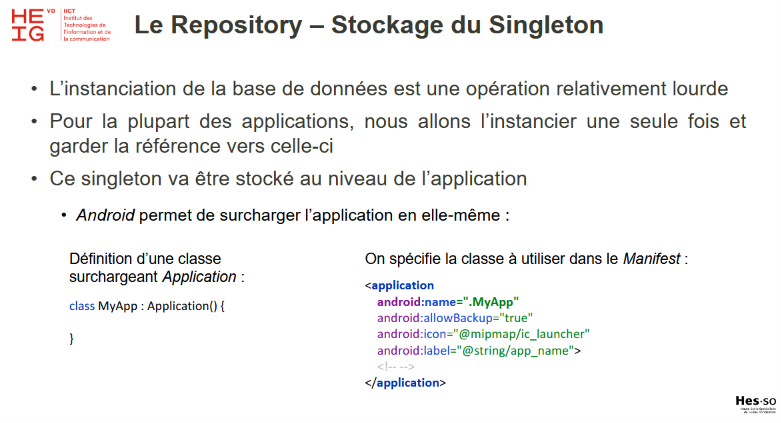 HE VD
IG
IICT
Institut des
Technologies de
l'Information et de
la communication
Le Repository – Stockage du Singleton
• L'instanciation de la base de données est une opération relativement lourde
• Pour la plupart des applications, nous allons l'instancier une seule fois et
garder la référence vers celle-ci
• Ce singleton va être stocké au niveau de l'application
• Android permet de surcharger l'application en elle-même :
Définition d'une classe
surchargeant Application :
class MyApp : Application() {
}
On spécifie la classe à utiliser dans le Manifest :
<application
android:name=".MyApp"
android:allowBackup="true"
android:icon="@mipmap/ic_launcher"
android:label="@string/app_name">
<!-- -->
</application>
Hes·so